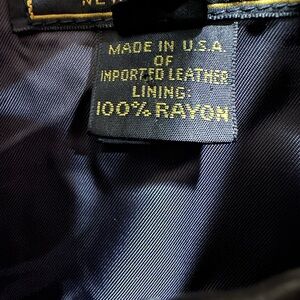 MADE IN U.S.A.
OF
IMPORTED LEATHER
LINING:
100% RAYON